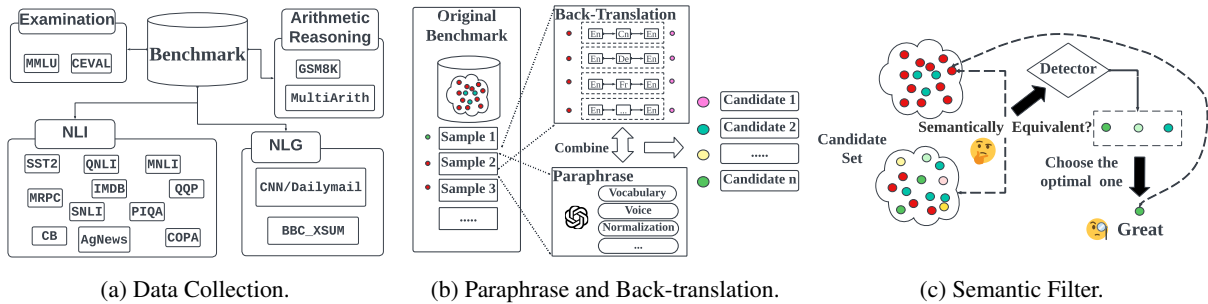 Examination
MMLU
CEVAL
Benchmark
Arithmetic
Reasoning
GSM8K
MultiArith
NLI
SST2
QNLI
MNLI
MRPC
IMDB
QQP
SNLI
PIQA
CB
AgNews
COPA
NLG
CNN/Dailymail
BBC_XSUM
(a) Data Collection.
Original
Benchmark
Sample 1
Sample 2
Sample 3
.....
Back-Translation
En Cn En
En De En
En Fr En
En ... En
Combine
Paraphrase
Vocabulary
Voice
Normalization
...
Candidate 1
Candidate 2
.....
Candidate n
(b) Paraphrase and Back-translation.
Detector
Semantically Equivalent?
Candidate
Set
Choose the
optimal one
Great
(c) Semantic Filter.